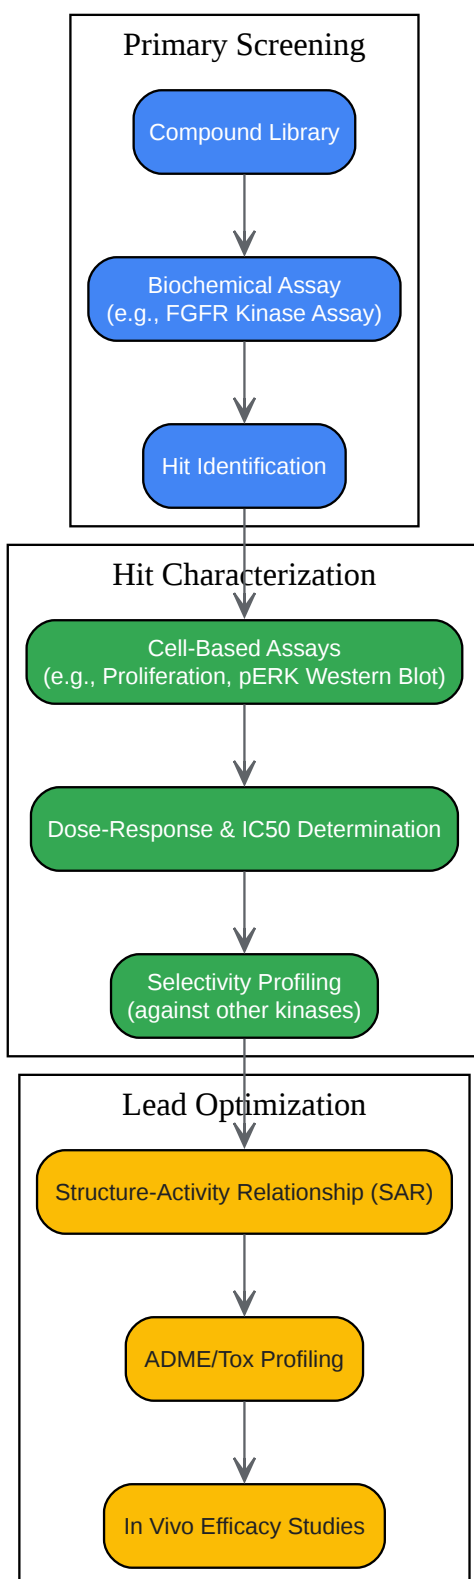 Primary Screening
Compound Library
Biochemical Assay
(e.g., FGFR Kinase Assay)
Hit Identification
Hit Characterization
Cell-Based Assays
(e.g., Proliferation, pERK Western Blot)
Dose-Response & IC50 Determination
Selectivity Profiling
(against other kinases)
Lead Optimization
Structure-Activity Relationship (SAR)
ADME/Tox Profiling
In Vivo Efficacy Studies